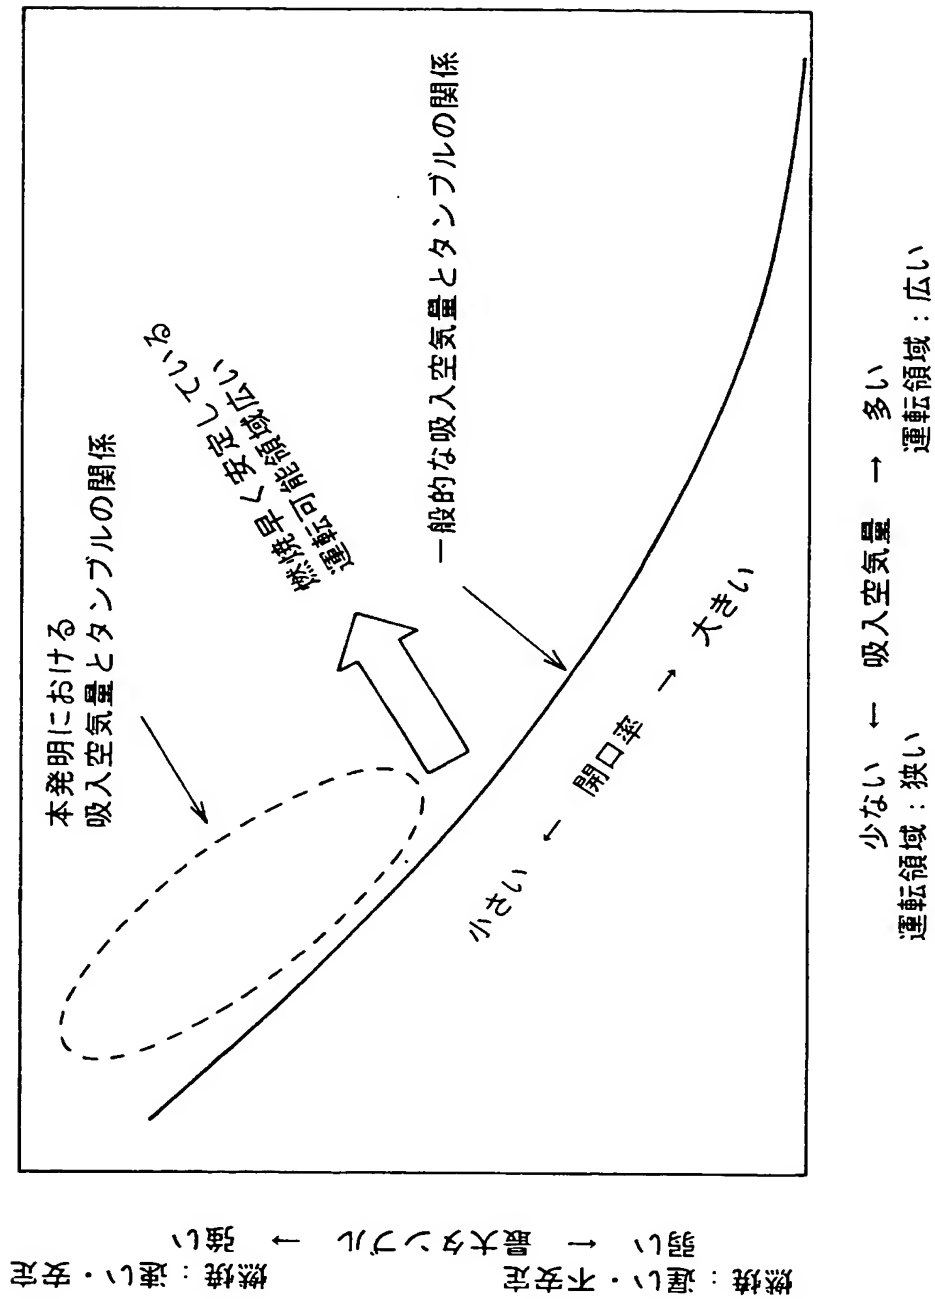 本発明における
吸入空気量とタンブルの関係
燃焼早く安定している
運転可能領域広い
一般的な吸入空気量とタンブルの関係
小さい ← 開口率 → 大きい
弱い ← 最大タンブル → 強い
燃焼：遅い・不安定 燃焼：速い・安定
少ない ← 吸入空気量 → 多い
運転領域：狭い 運転領域：広い